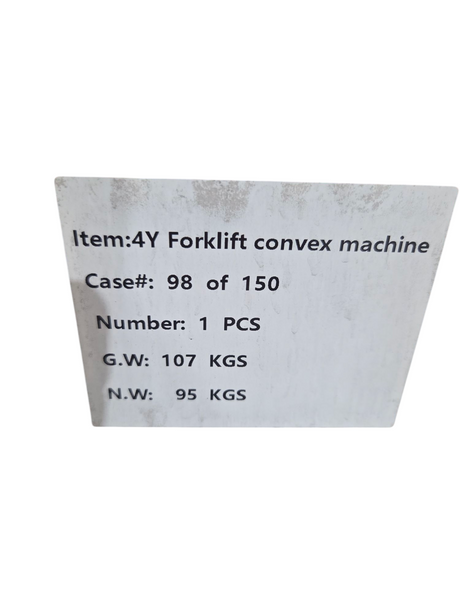 Item:4Y Forklift convex machine
Case#: 98 of 150
Number: 1 PCS
G.W: 107 KGS
N.W: 95 KGS